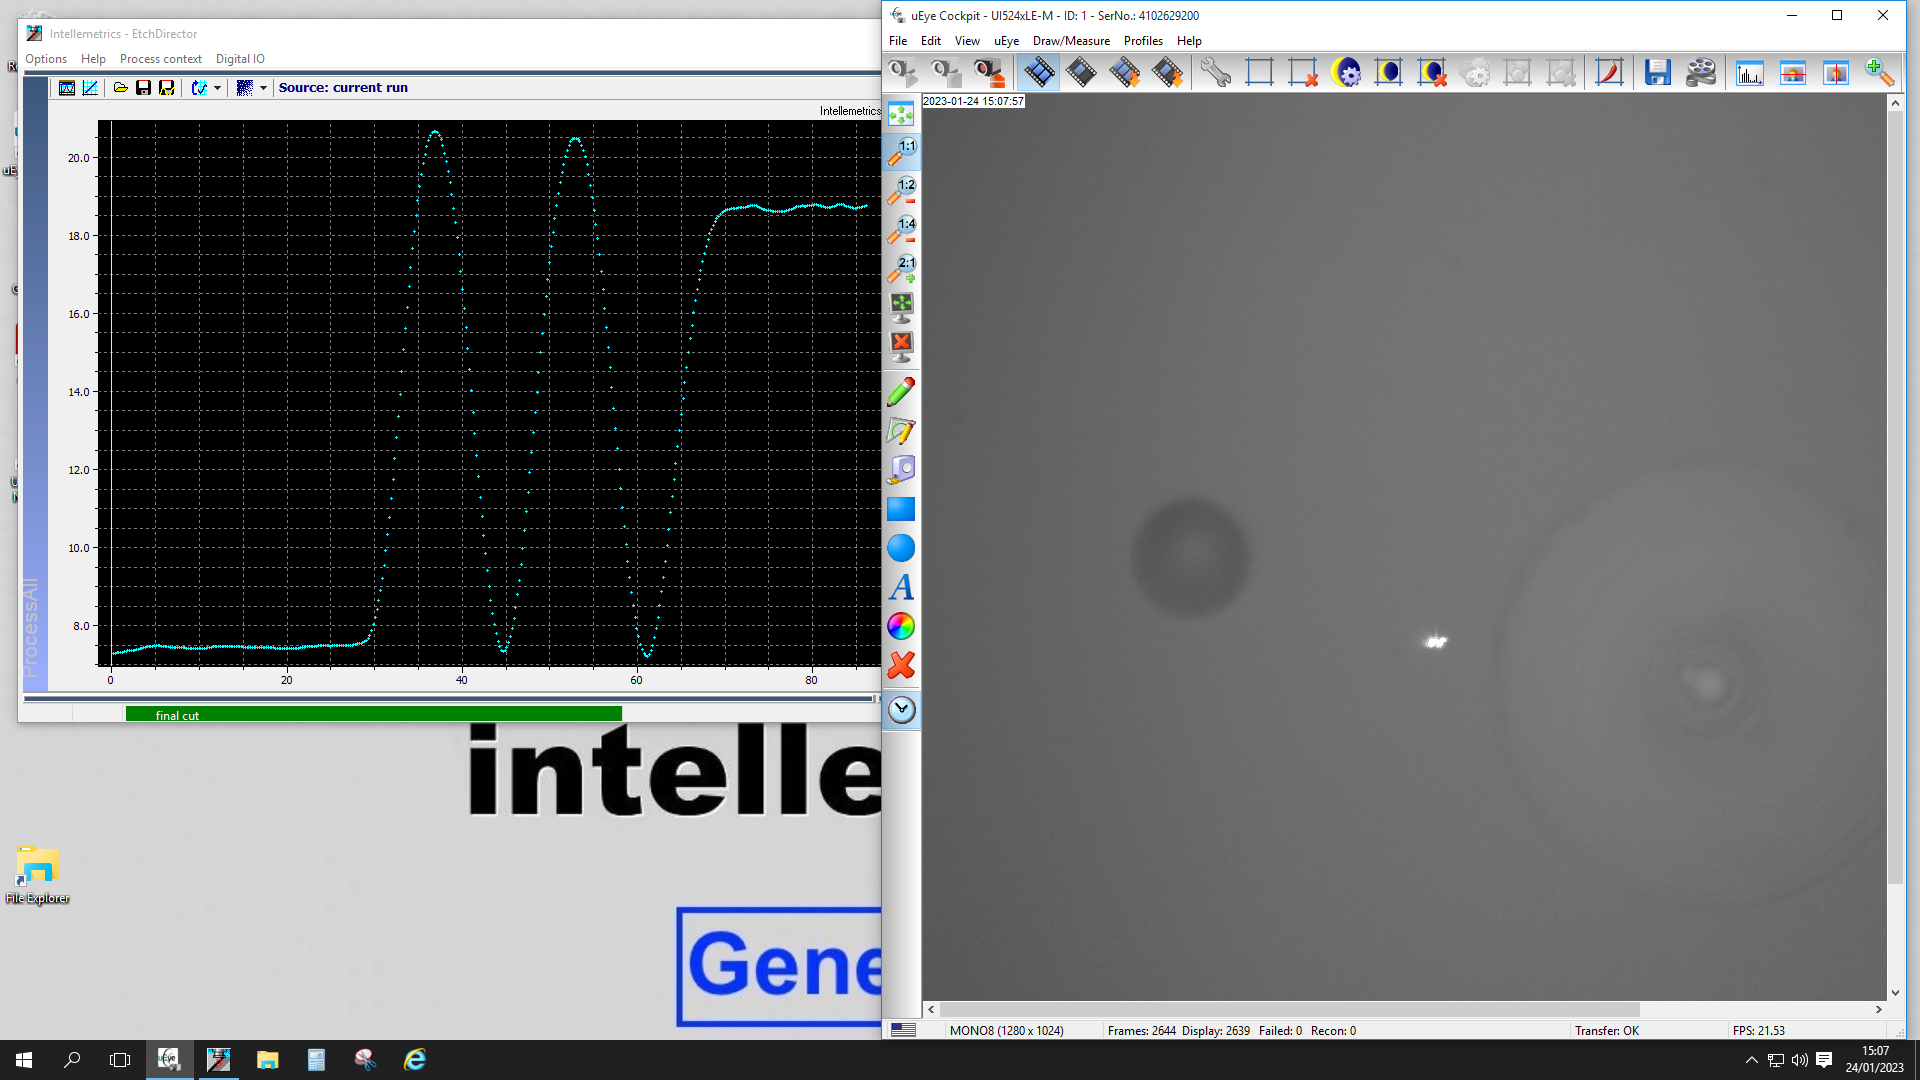 Intellemetrics - EtchDirector
Options Help Process context Digital IO
Source: current run
Intellemetrics
20.0
18.0
16.0
14.0
12.0
10.0
8.0
0 20 40 60 80
ProcessAll
final cut
intelle
Gene
File Explorer
uEye Cockpit - UI524xLE-M - ID: 1 - SerNo.: 4102629200
File Edit View uEye Draw/Measure Profiles Help
2023-01-24 15:07:57
1:1
1:2
1:4
2:1
A
MONO8 (1280 x 1024) Frames: 2644 Display: 2639 Failed: 0 Recon: 0 Transfer: OK FPS: 21.53
uEye
15:07
24/01/2023